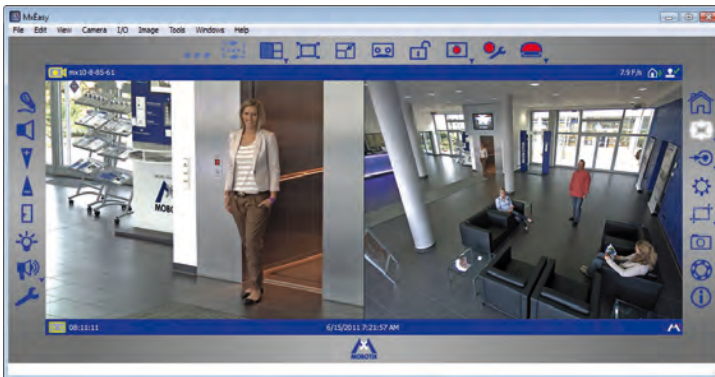 MxEasy
File Edit View Camera I/O Image Tools Windows Help
mx10-8-65-61 7.9 F/s
MOBOTIX
08:11:11 6/15/2011 7:21:57 AM
MOBOTIX